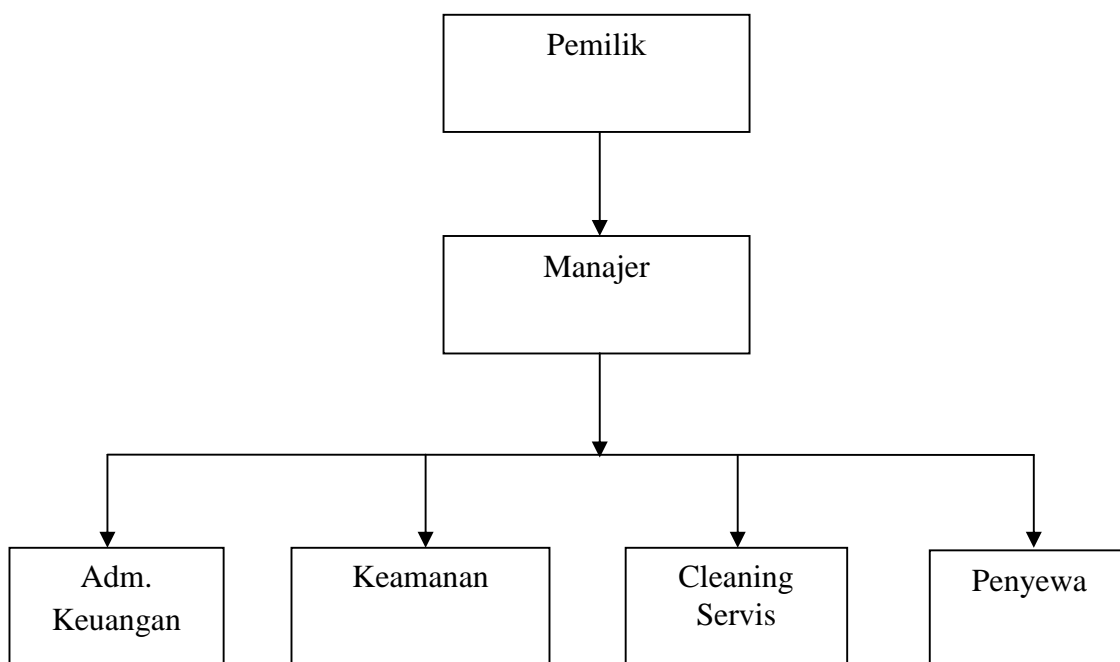 Pemilik
Manajer
Adm.
Keuangan
Keamanan
Cleaning
Servis
Penyewa